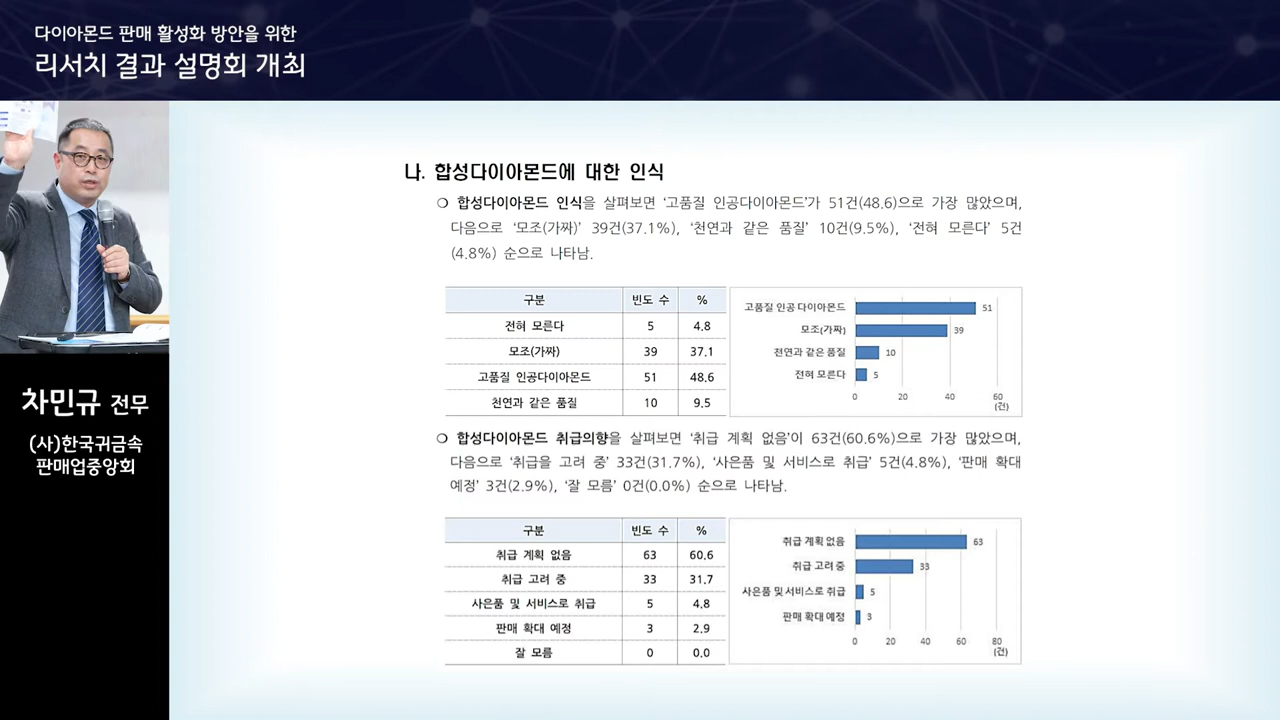 다이아몬드 판매 활성화 방안을 위한
리서치 결과 설명회 개최
차민규 전무
(사)한국귀금속
판매업중앙회
나. 합성다이아몬드에 대한 인식
❍ 합성다이아몬드 인식을 살펴보면 '고품질 인공다이아몬드'가 51건(48.6)으로 가장 많았으며,
다음으로 '모조(가짜)' 39건(37.1%), '천연과 같은 품질' 10건(9.5%), '전혀 모른다' 5건
(4.8%) 순으로 나타남.
구분 빈도 수 %
전혀 모른다 5 4.8
모조(가짜) 39 37.1
고품질 인공다이아몬드 51 48.6
천연과 같은 품질 10 9.5
고품질 인공 다이아몬드 51
모조(가짜) 39
천연과 같은 품질 10
전혀 모른다 5
0 20 40 60
(건)
❍ 합성다이아몬드 취급의향을 살펴보면 '취급 계획 없음'이 63건(60.6%)으로 가장 많았으며,
다음으로 '취급을 고려 중' 33건(31.7%), '사은품 및 서비스로 취급' 5건(4.8%), '판매 확대
예정' 3건(2.9%), '잘 모름' 0건(0.0%) 순으로 나타남.
구분 빈도 수 %
취급 계획 없음 63 60.6
취급 고려 중 33 31.7
사은품 및 서비스로 취급 5 4.8
판매 확대 예정 3 2.9
잘 모름 0 0.0
취급 계획 없음 63
취급 고려 중 33
사은품 및 서비스로 취급 5
판매 확대 예정 3
0 20 40 60 80
(건)